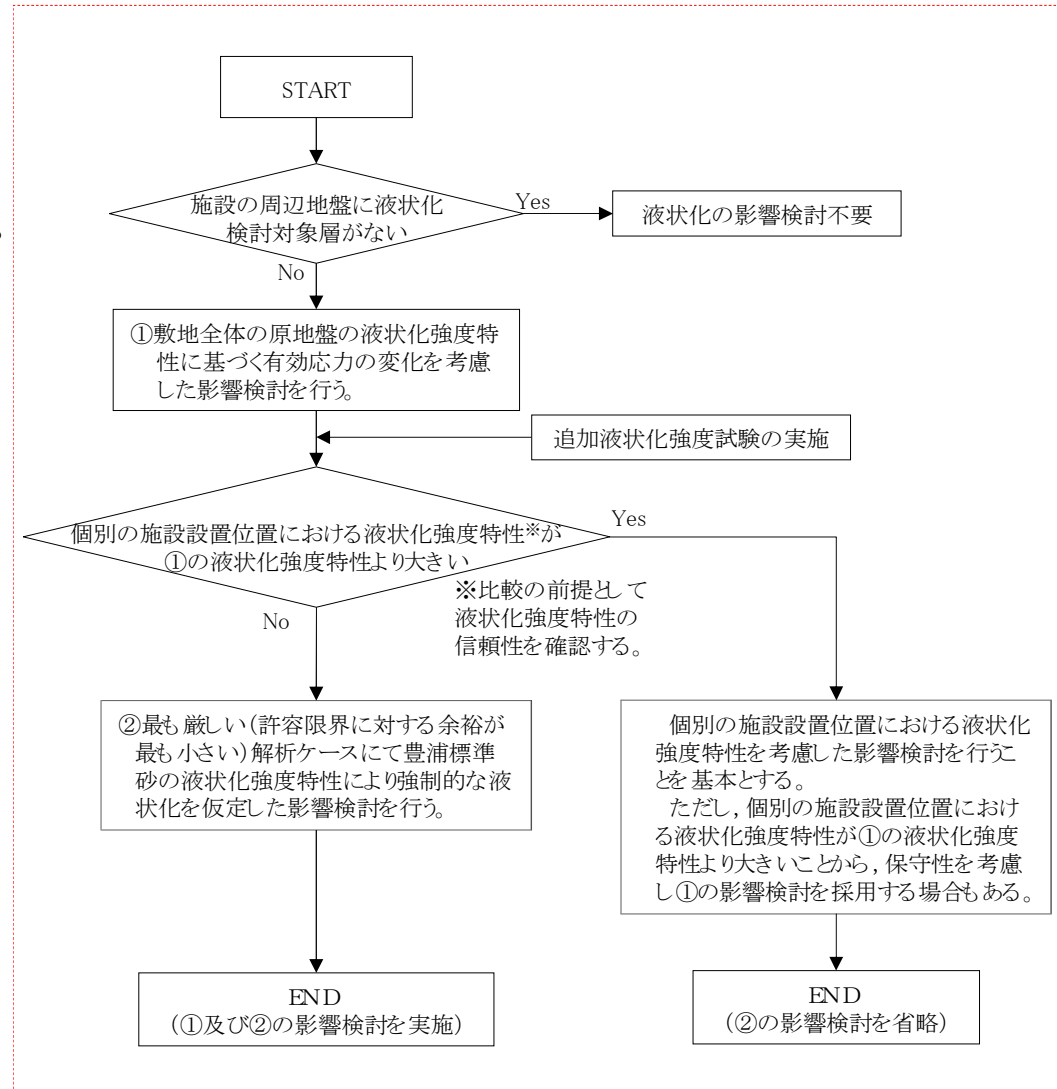 START
施設の周辺地盤に液状化
検討対象層がない
Yes
液状化の影響検討不要
No
①敷地全体の原地盤の液状化強度特
性に基づく有効応力の変化を考慮
した影響検討を行う。
追加液状化強度試験の実施
個別の施設設置位置における液状化強度特性※が
①の液状化強度特性より大きい
Yes
※比較の前提として
液状化強度特性の
信頼性を確認する。
No
②最も厳しい(許容限界に対する余裕が
最も小さい)解析ケースにて豊浦標準
砂の液状化強度特性により強制的な液
状化を仮定した影響検討を行う。
個別の施設設置位置における液状化
強度特性を考慮した影響検討を行うこ
とを基本とする。
ただし,個別の施設設置位置におけ
る液状化強度特性が①の液状化強度
特性より大きいことから,保守性を考慮
し①の影響検討を採用する場合もある。
END
(①及び②の影響検討を実施)
END
(②の影響検討を省略)